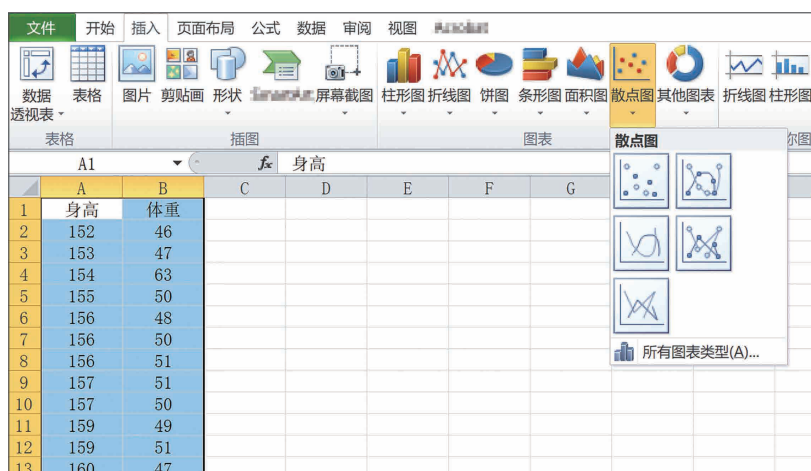 文件 开始 插入 页面布局 公式 数据 审阅 视图
数据透视表 表格 图片 剪贴画 形状 屏幕截图 柱形图 折线图 饼图 条形图 面积图 散点图 其他图表 折线图 柱形图
表格 插图 图表
散点图
A1 fx 身高
A B C D E F G
1 身高 体重
2 152 46
3 153 47
4 154 63
5 155 50
6 156 48
7 156 50
8 156 51
9 157 51
10 157 50
11 159 49
12 159 51
13 160 47
所有图表类型(A)...